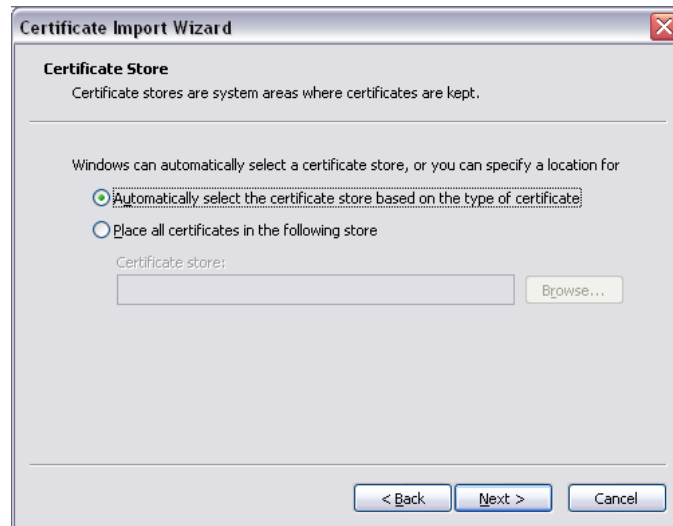 Certificate Import Wizard
Certificate Store
Certificate stores are system areas where certificates are kept.
Windows can automatically select a certificate store, or you can specify a location for
Automatically select the certificate store based on the type of certificate
Place all certificates in the following store
Certificate store:
Browse...
< Back Next > Cancel